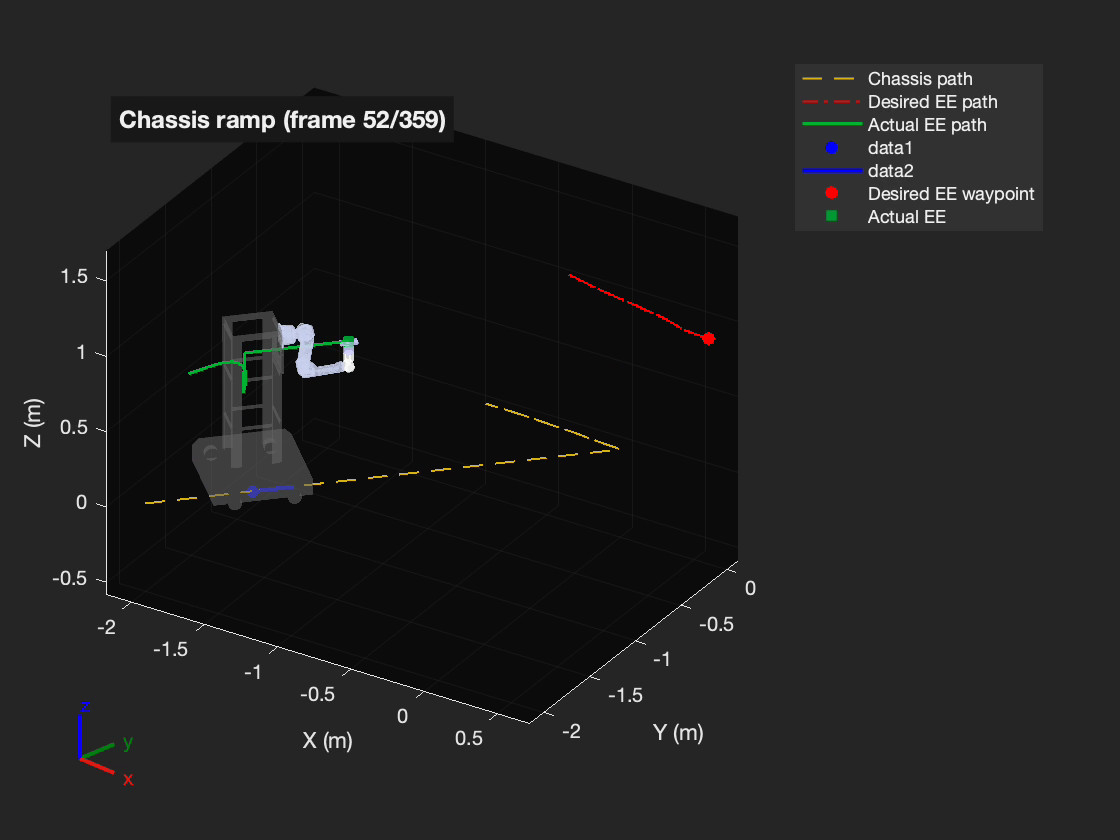 Chassis ramp (frame 52/359)
Chassis path
Desired EE path
Actual EE path
data1
data2
Desired EE waypoint
Actual EE
1.5
1
0.5
0
-0.5
Z (m)
-2
-1.5
-1
-0.5
0
0.5
X (m)
0
-0.5
-1
-1.5
-2
Y (m)
z
y
x